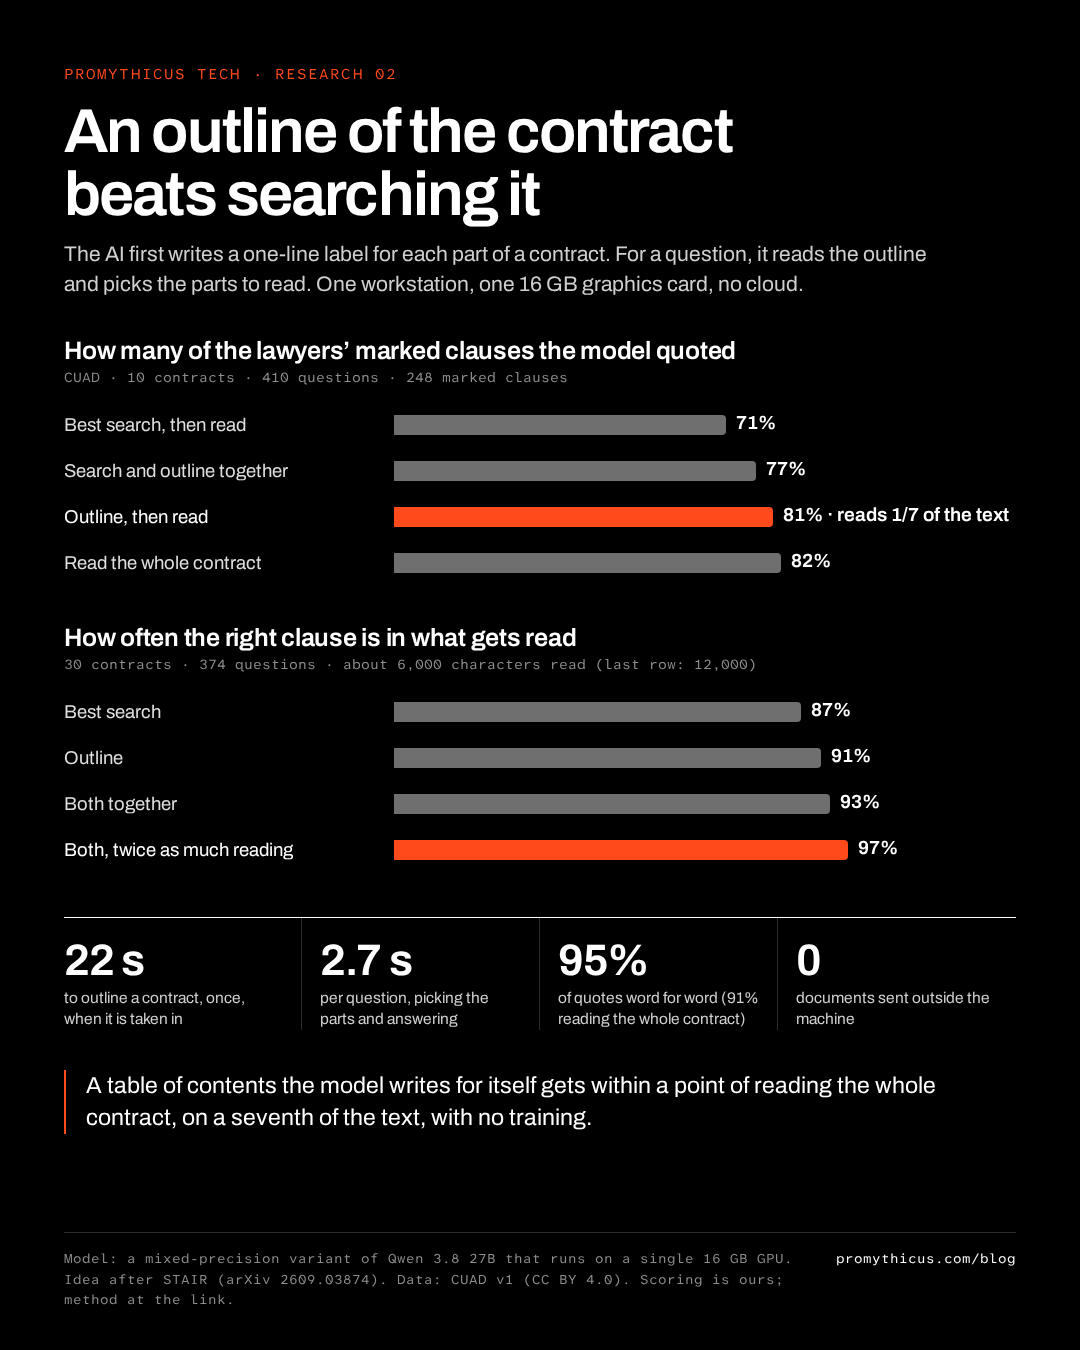 PROMYTHICUS TECH · RESEARCH 02
An outline of the contract
beats searching it
The AI first writes a one-line label for each part of a contract. For a question, it reads the outline
and picks the parts to read. One workstation, one 16 GB graphics card, no cloud.
How many of the lawyers’ marked clauses the model quoted
CUAD · 10 contracts · 410 questions · 248 marked clauses
Best search, then read 71%
Search and outline together 77%
Outline, then read 81% · reads 1/7 of the text
Read the whole contract 82%
How often the right clause is in what gets read
30 contracts · 374 questions · about 6,000 characters read (last row: 12,000)
Best search 87%
Outline 91%
Both together 93%
Both, twice as much reading 97%
22 s
to outline a contract, once,
when it is taken in
2.7 s
per question, picking the
parts and answering
95%
of quotes word for word (91%
reading the whole contract)
0
documents sent outside the
machine
A table of contents the model writes for itself gets within a point of reading the whole
contract, on a seventh of the text, with no training.
Model: a mixed-precision variant of Qwen 3.8 27B that runs on a single 16 GB GPU.
Idea after STAIR (arXiv 2609.03874). Data: CUAD v1 (CC BY 4.0). Scoring is ours;
method at the link.
promythicus.com/blog